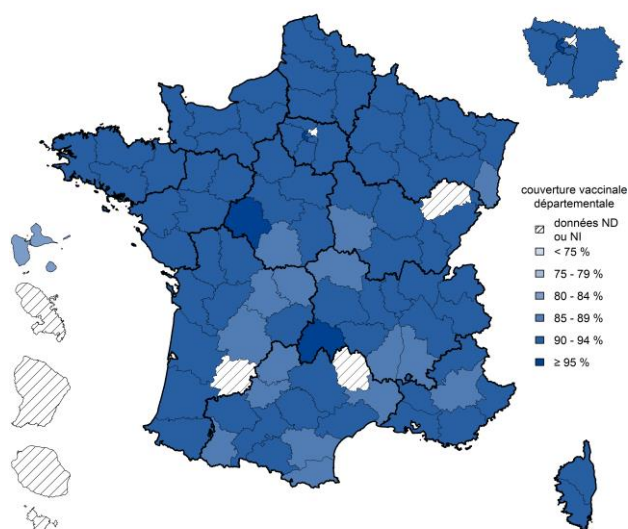 couverture vaccinale
départementale
données ND
ou NI
< 75 %
75 - 79 %
80 - 84 %
85 - 89 %
90 - 94 %
≥ 95 %